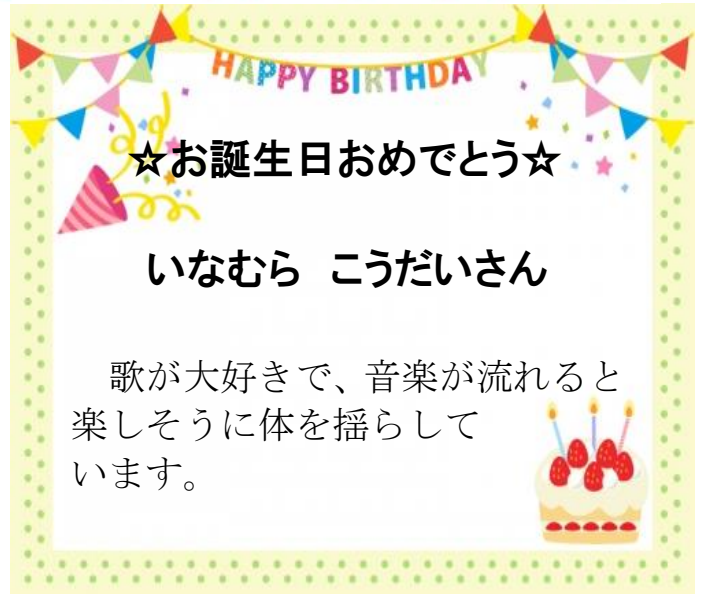 HAPPY BIRTHDAY
☆お誕生日おめでとう☆
いなむら　こうだいさん
　歌が大好きで、音楽が流れると
楽しそうに体を揺らして
います。